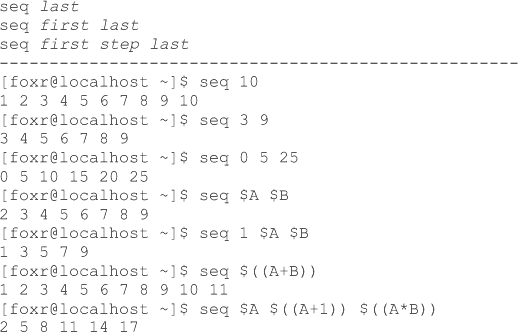 seq last
seq first last
seq first step last
----------------------------------------------------
[foxr@localhost ~]$ seq 10
1 2 3 4 5 6 7 8 9 10
[foxr@localhost ~]$ seq 3 9
3 4 5 6 7 8 9
[foxr@localhost ~]$ seq 0 5 25
0 5 10 15 20 25
[foxr@localhost ~]$ seq $A $B
2 3 4 5 6 7 8 9
[foxr@localhost ~]$ seq 1 $A $B
1 3 5 7 9
[foxr@localhost ~]$ seq $((A+B))
1 2 3 4 5 6 7 8 9 10 11
[foxr@localhost ~]$ seq $A $((A+1)) $((A*B))
2 5 8 11 14 17